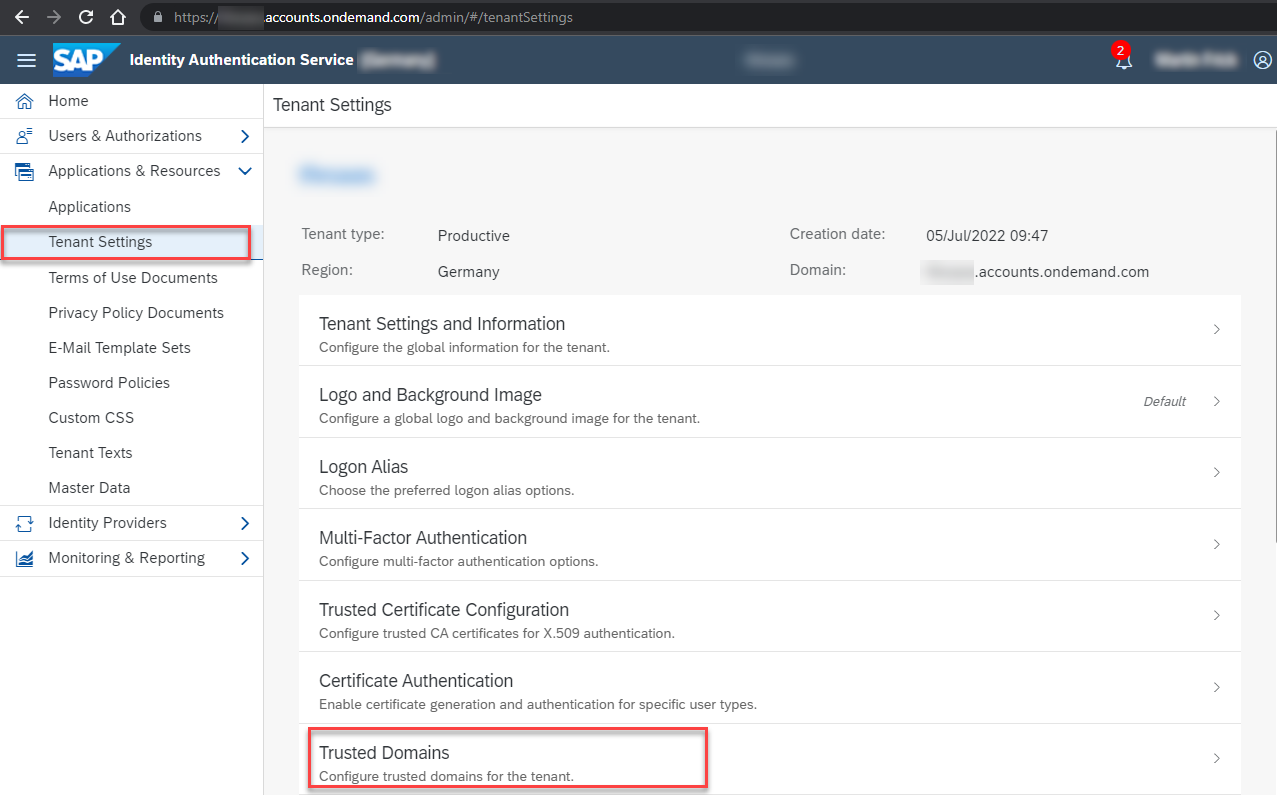 https://.accounts.ondemand.com/admin/#/tenantSettings
SAP Identity Authentication Service
2
Home
Users & Authorizations
Applications & Resources
Applications
Tenant Settings
Terms of Use Documents
Privacy Policy Documents
E-Mail Template Sets
Password Policies
Custom CSS
Tenant Texts
Master Data
Identity Providers
Monitoring & Reporting
Tenant Settings
Tenant type: Productive Creation date: 05/Jul/2022 09:47
Region: Germany Domain: .accounts.ondemand.com
Tenant Settings and Information
Configure the global information for the tenant.
Logo and Background Image
Configure a global logo and background image for the tenant.
Default
Logon Alias
Choose the preferred logon alias options.
Multi-Factor Authentication
Configure multi-factor authentication options.
Trusted Certificate Configuration
Configure trusted CA certificates for X.509 authentication.
Certificate Authentication
Enable certificate generation and authentication for specific user types.
Trusted Domains
Configure trusted domains for the tenant.